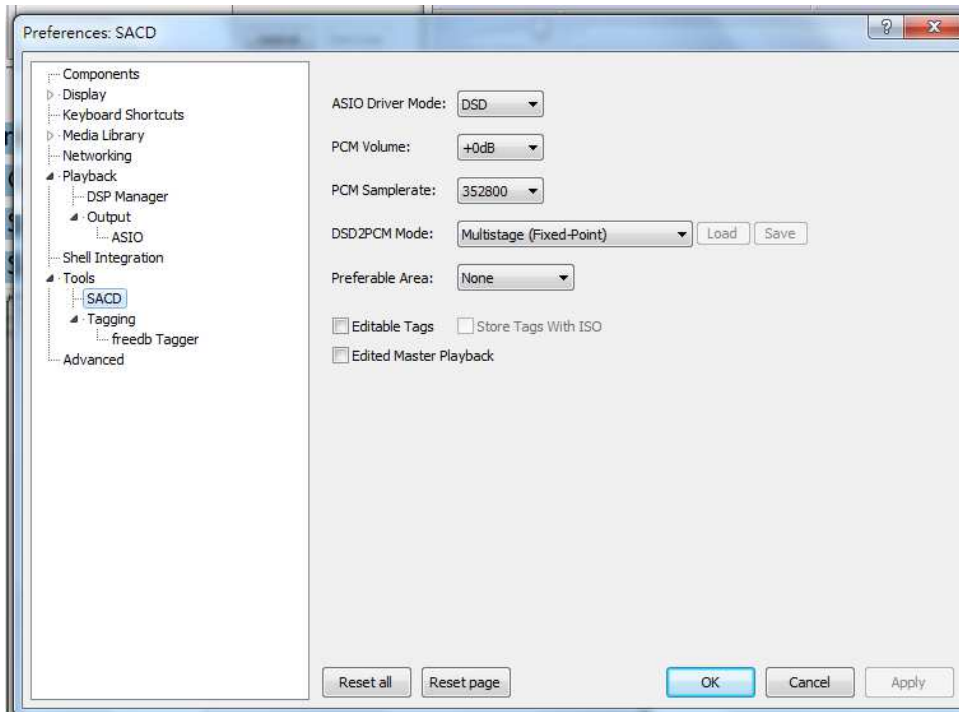 Preferences: SACD
Components
Display
Keyboard Shortcuts
Media Library
Networking
Playback
DSP Manager
Output
ASIO
Shell Integration
Tools
SACD
Tagging
freedb Tagger
Advanced
ASIO Driver Mode: DSD
PCM Volume: +0dB
PCM Samplerate: 352800
DSD2PCM Mode: Multistage (Fixed-Point) Load Save
Preferable Area: None
Editable Tags Store Tags With ISO
Edited Master Playback
Reset all Reset page OK Cancel Apply